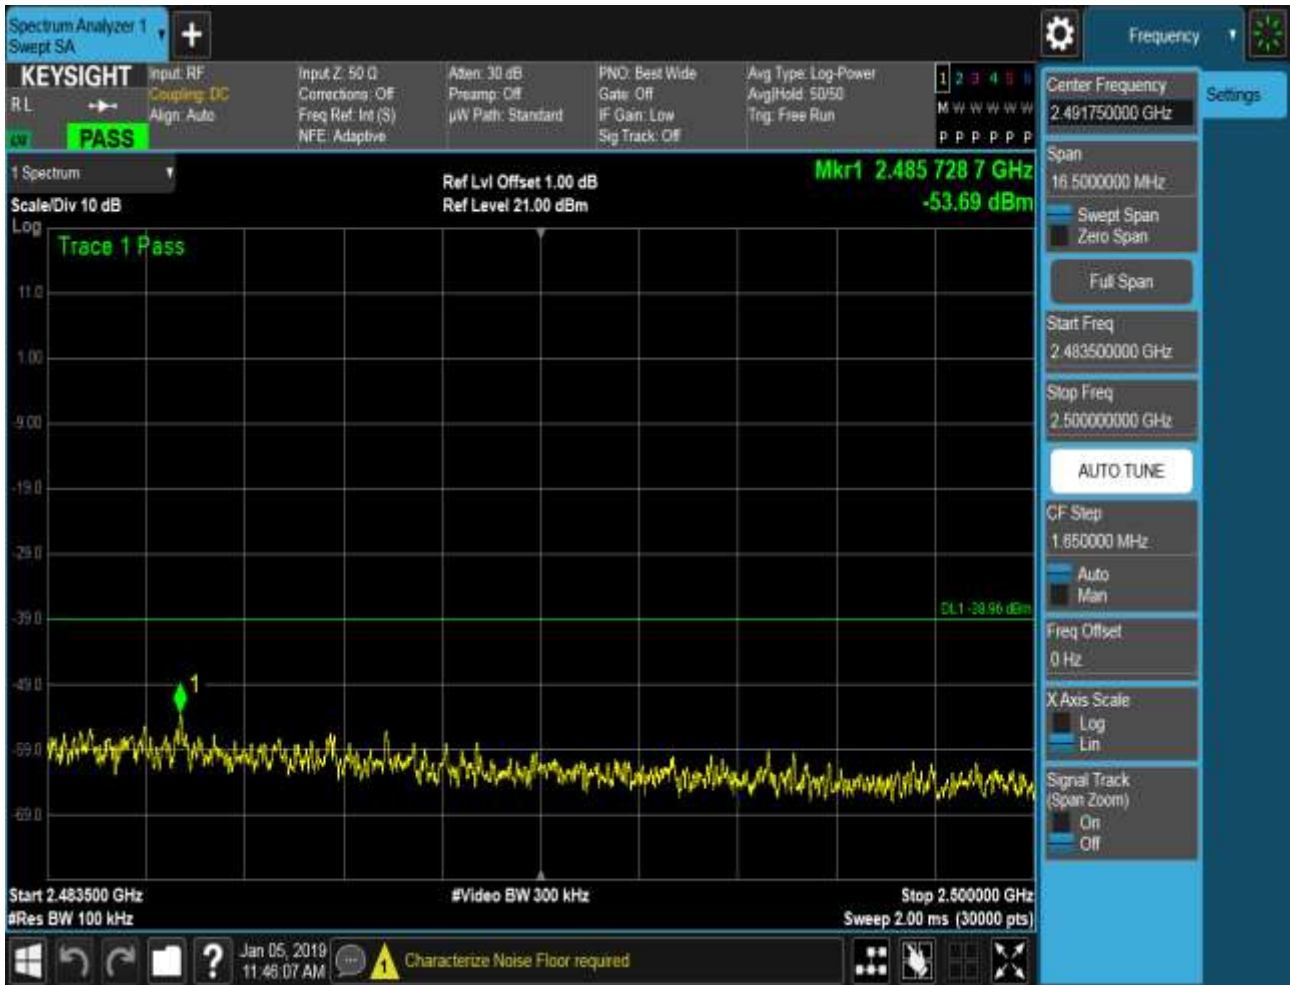 Spectrum Analyzer 1
Swept SA
+
Frequency
KEYSIGHT
R L
PASS
Input: RF
Coupling: DC
Align: Auto
Input Z: 50 Ω
Corrections: Off
Freq Ref: Int (S)
NFE: Adaptive
Atten: 30 dB
Preamp: Off
µW Path: Standard
PNO: Best Wide
Gate: Off
IF Gain: Low
Sig Track: Off
Avg Type: Log-Power
Avg|Hold: 50/50
Trig: Free Run
1 2 3 4 5 6
M W W W W W
P P P P P P
1 Spectrum
Scale/Div 10 dB
Ref Lvl Offset 1.00 dB
Ref Level 21.00 dBm
Mkr1 2.485 728 7 GHz
-53.69 dBm
Log
Trace 1 Pass
11.0
1.00
-9.00
-19.0
-29.0
-39.0
DL1 -38.96 dBm
-49.0
1
-59.0
-69.0
Start 2.483500 GHz
#Res BW 100 kHz
#Video BW 300 kHz
Stop 2.500000 GHz
Sweep 2.00 ms (30000 pts)
Center Frequency
2.491750000 GHz
Settings
Span
16.5000000 MHz
Swept Span
Zero Span
Full Span
Start Freq
2.483500000 GHz
Stop Freq
2.500000000 GHz
AUTO TUNE
CF Step
1.650000 MHz
Auto
Man
Freq Offset
0 Hz
X Axis Scale
Log
Lin
Signal Track
(Span Zoom)
On
Off
?
Jan 05, 2019
11:46:07 AM
1
Characterize Noise Floor required